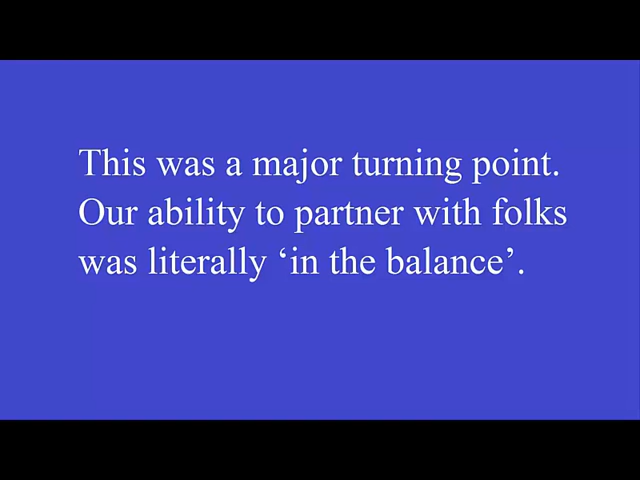 This was a major turning point.
Our ability to partner with folks
was literally ‘in the balance’.